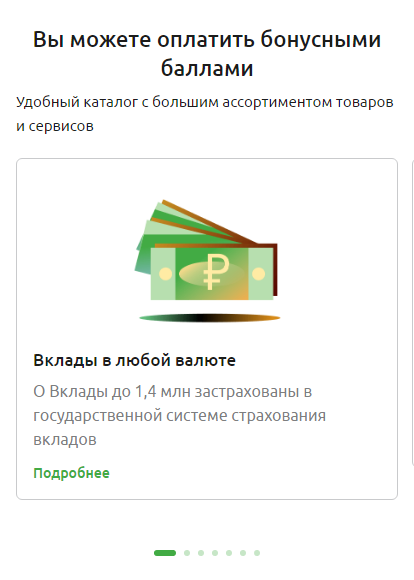 Вы можете оплатить бонусными
баллами
Удобный каталог с большим ассортиментом товаров
и сервисов
₽
Вклады в любой валюте
О Вклады до 1,4 млн застрахованы в
государственной системе страхования
вкладов
Подробнее